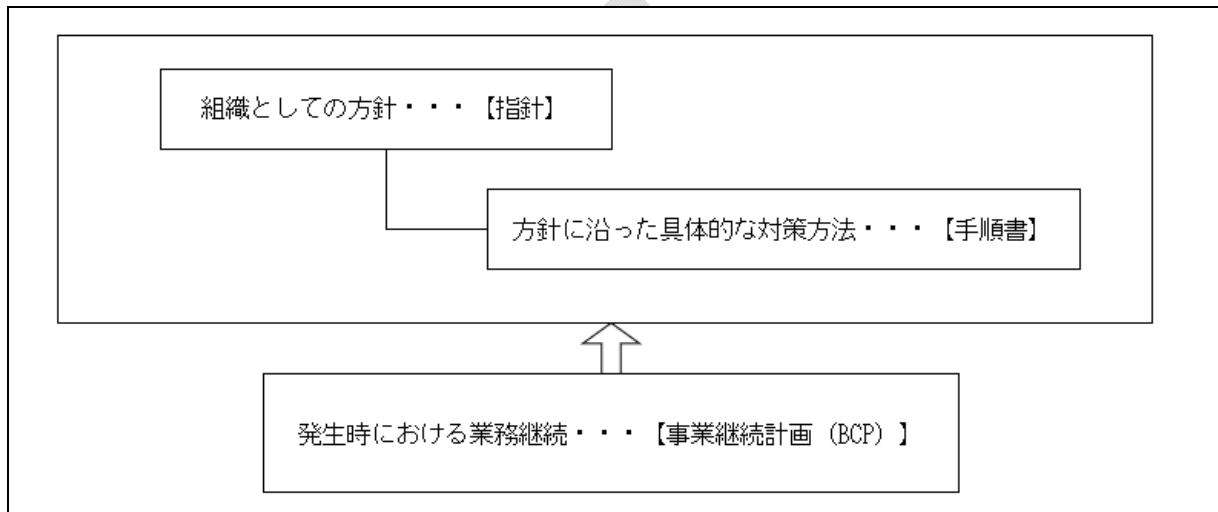 組織としての方針・・・【指針】
方針に沿った具体的な対策方法・・・【手順書】
発生時における業務継続・・・【事業継続計画（BCP）】